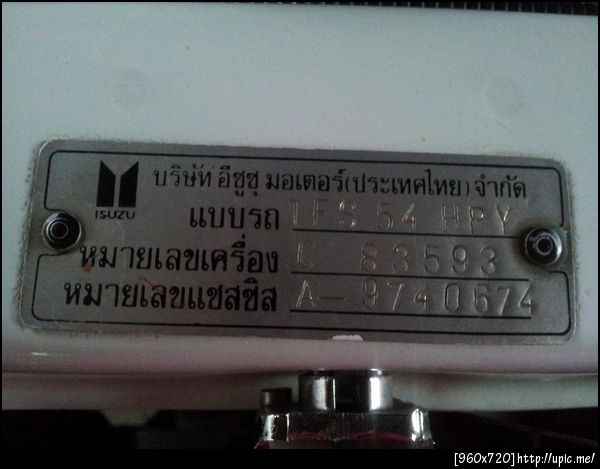 บริษัท อีซูซุ มอเตอร์(ประเทศไทย) จำกัด
ISUZU
แบบรถ TFS 54 HPY
หมายเลขเครื่อง C 83593
หมายเลขแชสซิส A-9740674
[960x720]http://upic.me/